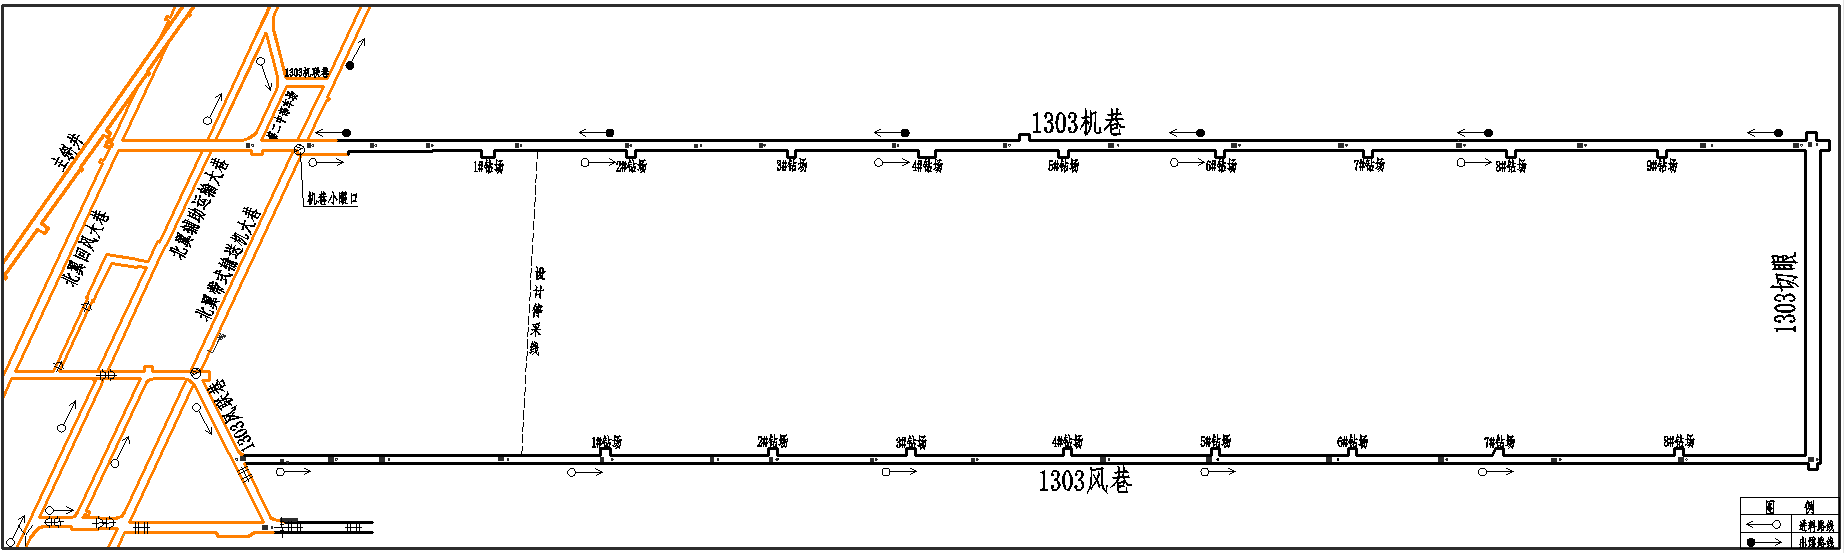 1303机联巷
第二中部车场
主斜井
1303机巷
1#钻场
2#钻场
3#钻场
4#钻场
5#钻场
6#钻场
7#钻场
8#钻场
9#钻场
机巷小硐口
北翼回风大巷
北翼辅助运输大巷
北翼带式输送机大巷
设计停采线
1303切眼
1303风联巷
1#钻场
2#钻场
3#钻场
4#钻场
5#钻场
6#钻场
7#钻场
8#钻场
1303风巷
图 例
进料路线
出煤路线